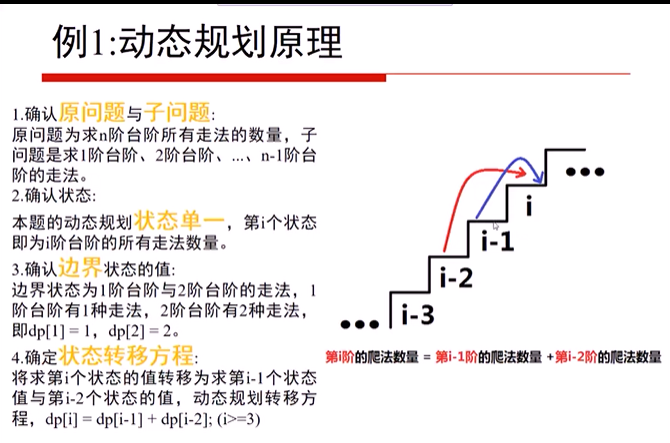 例1:动态规划原理
1.确认原问题与子问题:
原问题为求n阶台阶所有走法的数量，子
问题是求1阶台阶、2阶台阶、...、n-1阶台
阶的走法。
2.确认状态:
本题的动态规划状态单一，第i个状态
即为i阶台阶的所有走法数量。
3.确认边界状态的值:
边界状态为1阶台阶与2阶台阶的走法，1
阶台阶有1种走法，2阶台阶有2种走法，
即dp[1] = 1，dp[2] = 2。
4.确定状态转移方程:
将求第i个状态的值转移为求第i-1个状态
值与第i-2个状态的值，动态规划转移方
程，dp[i] = dp[i-1] + dp[i-2]; (i>=3)
•••
i
i-1
i-2
i-3
•••
第i阶的爬法数量 = 第i-1阶的爬法数量 +第i-2阶的爬法数量